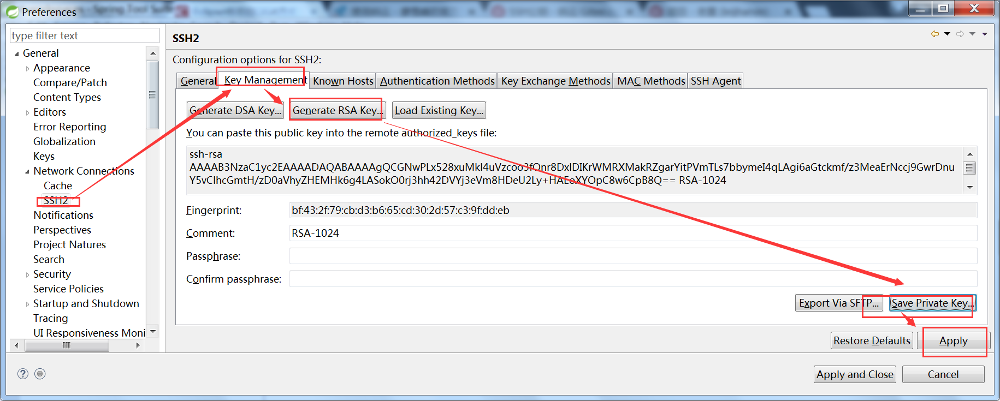 Preferences
type filter text
General
Appearance
Compare/Patch
Content Types
Editors
Error Reporting
Globalization
Keys
Network Connections
Cache
SSH2
Notifications
Perspectives
Project Natures
Search
Security
Service Policies
Startup and Shutdown
Tracing
UI Responsiveness Moni
SSH2
Configuration options for SSH2:
General Key Management Known Hosts Authentication Methods Key Exchange Methods MAC Methods SSH Agent
Generate DSA Key... Generate RSA Key... Load Existing Key...
You can paste this public key into the remote authorized_keys file:
ssh-rsa
AAAAB3NzaC1yc2EAAAADAQABAAAAgQCGNwPLx528xuMkl4uVzcoo3fQnr8DxlDIKrWMRXMakRZgarYitPVmTLs7bbymeI4qLAgi6aGtckmf/z3MeaErNccj9GwrDnu
Y5vClhcGmtH/zD0aVhyZHEMHk6g4LASokO0rj3hh42DVYj3eVm8HDeU2Ly+HAEoXYOpC8w6CpB8Q== RSA-1024
Fingerprint: bf:43:2f:79:cb:d3:b6:65:cd:30:2d:57:c3:9f:dd:eb
Comment: RSA-1024
Passphrase:
Confirm passphrase:
Export Via SFTP... Save Private Key...
Restore Defaults Apply
Apply and Close Cancel